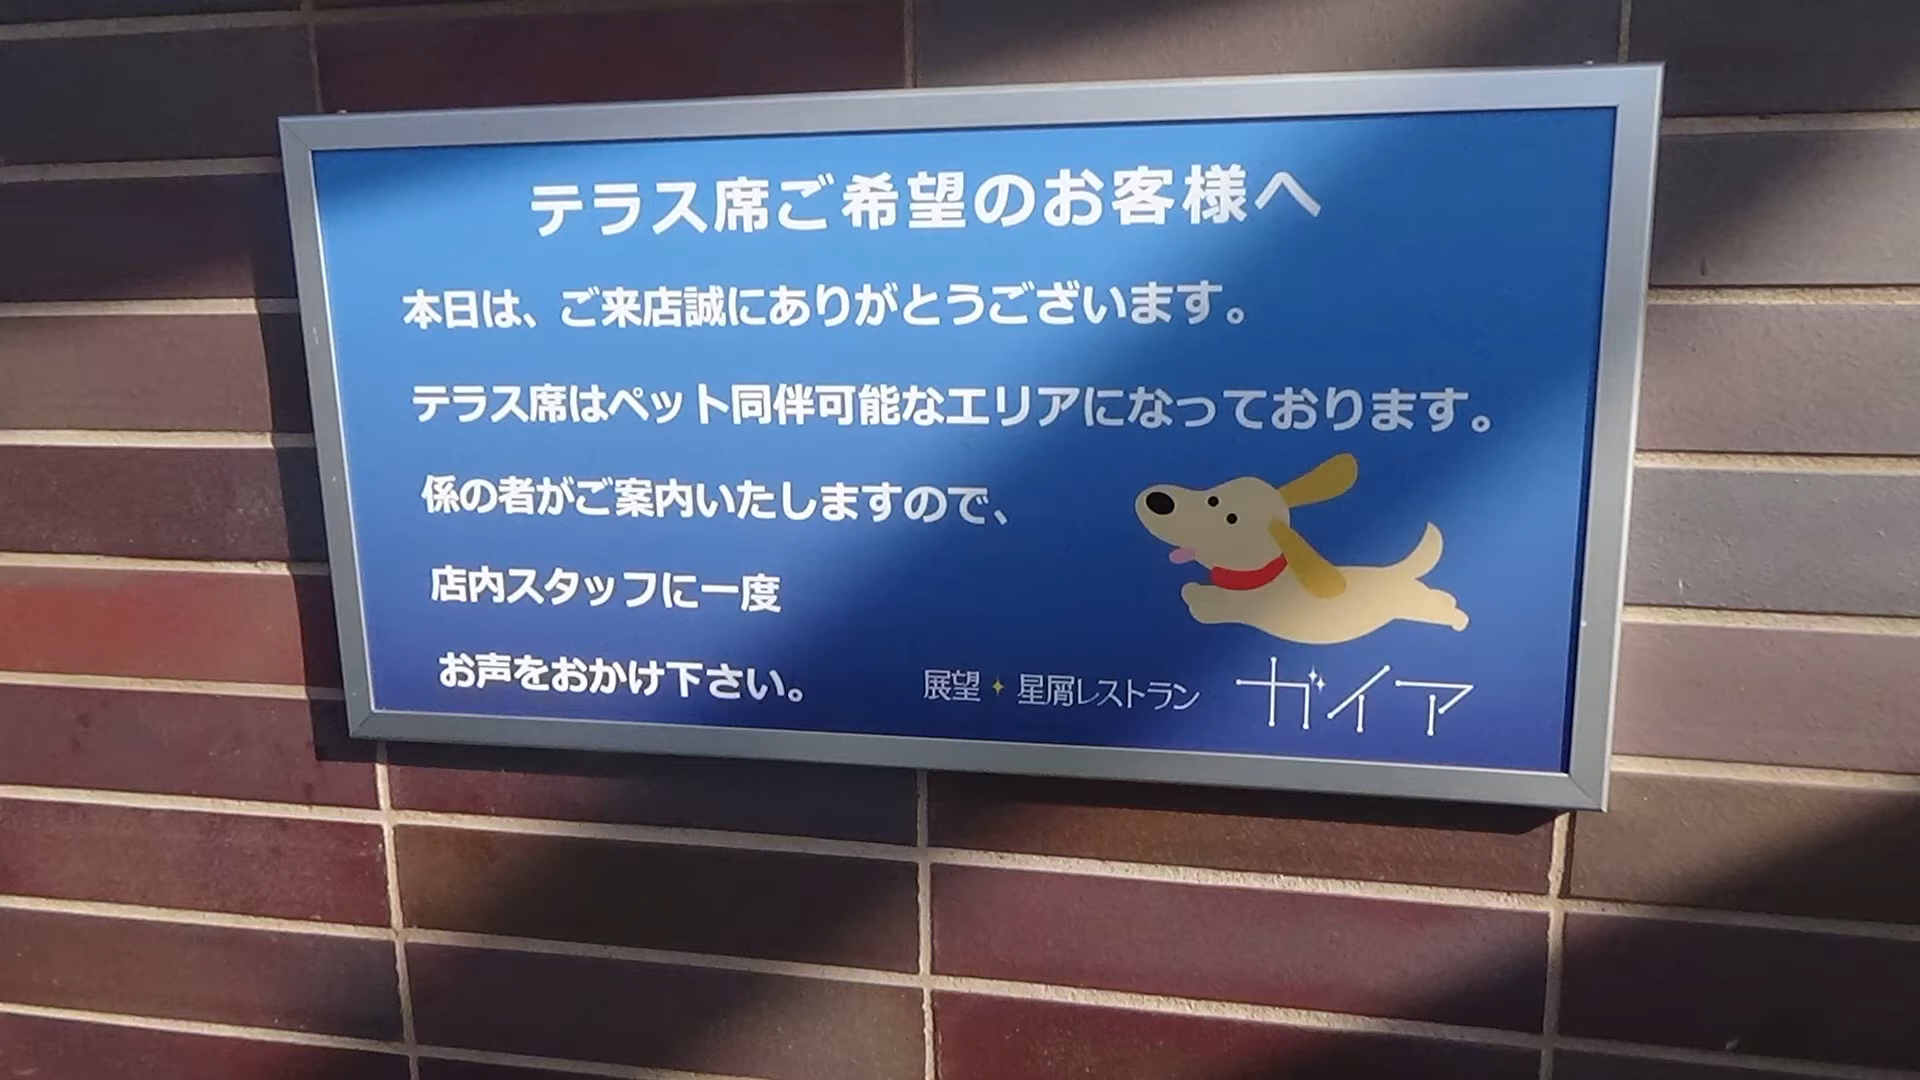 テラス席ご希望のお客様へ
本日は、ご来店誠にありがとうございます。
テラス席はペット同伴可能なエリアになっております。
係の者がご案内いたしますので、
店内スタッフに一度
お声をおかけ下さい。
展望✦星屑レストラン ガイア